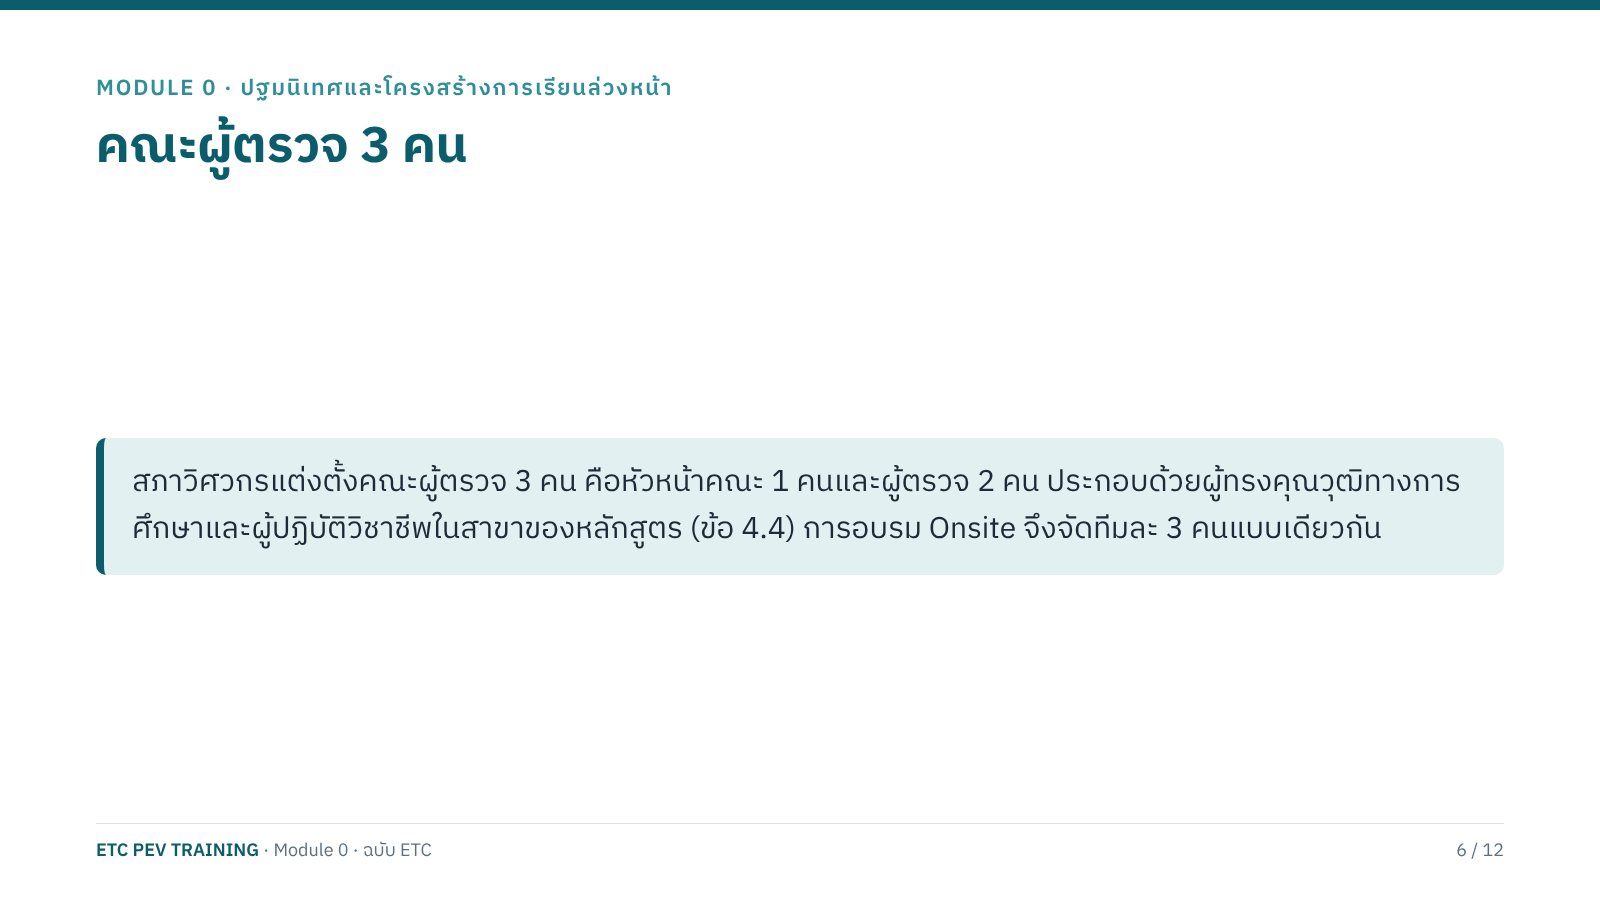 MODULE 0 · ปฐมนิเทศและโครงสร้างการเรียนล่วงหน้า
คณะผู้ตรวจ 3 คน
สภาวิศวกรแต่งตั้งคณะผู้ตรวจ 3 คน คือหัวหน้าคณะ 1 คนและผู้ตรวจ 2 คน ประกอบด้วยผู้ทรงคุณวุฒิทางการ
ศึกษาและผู้ปฏิบัติวิชาชีพในสาขาของหลักสูตร (ข้อ 4.4) การอบรม Onsite จึงจัดทีมละ 3 คนแบบเดียวกัน
ETC PEV TRAINING · Module 0 · ฉบับ ETC
6 / 12